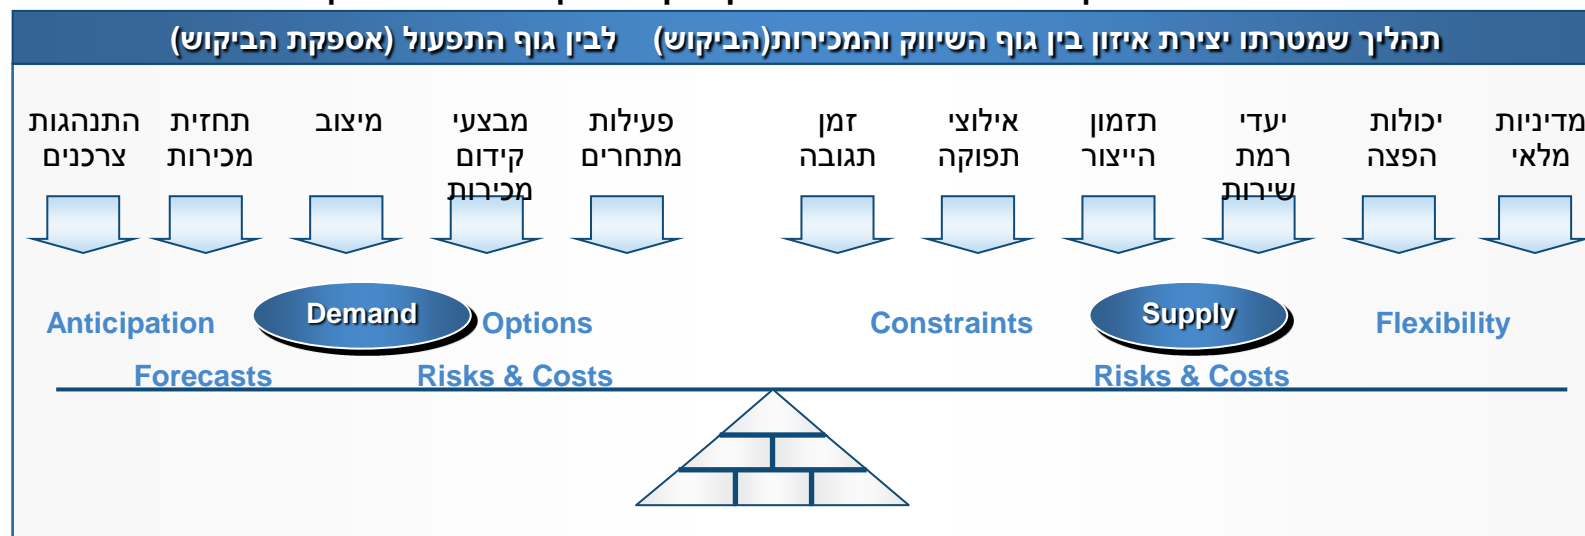 תהליך שמטרתו יצירת איזון בין גוף השיווק והמכירות(הביקוש) לבין גוף התפעול (אספקת הביקוש)
מדיניות
מלאי
יכולות
הפצה
יעדי
רמת
שירות
תזמון
הייצור
אילוצי
תפוקה
זמן
תגובה
פעילות
מתחרים
מבצעי
קידום
מכירות
מיצוב
תחזית
מכירות
התנהגות
צרכנים
Anticipation
Demand
Options
Constraints
Supply
Flexibility
Forecasts
Risks & Costs
Risks & Costs